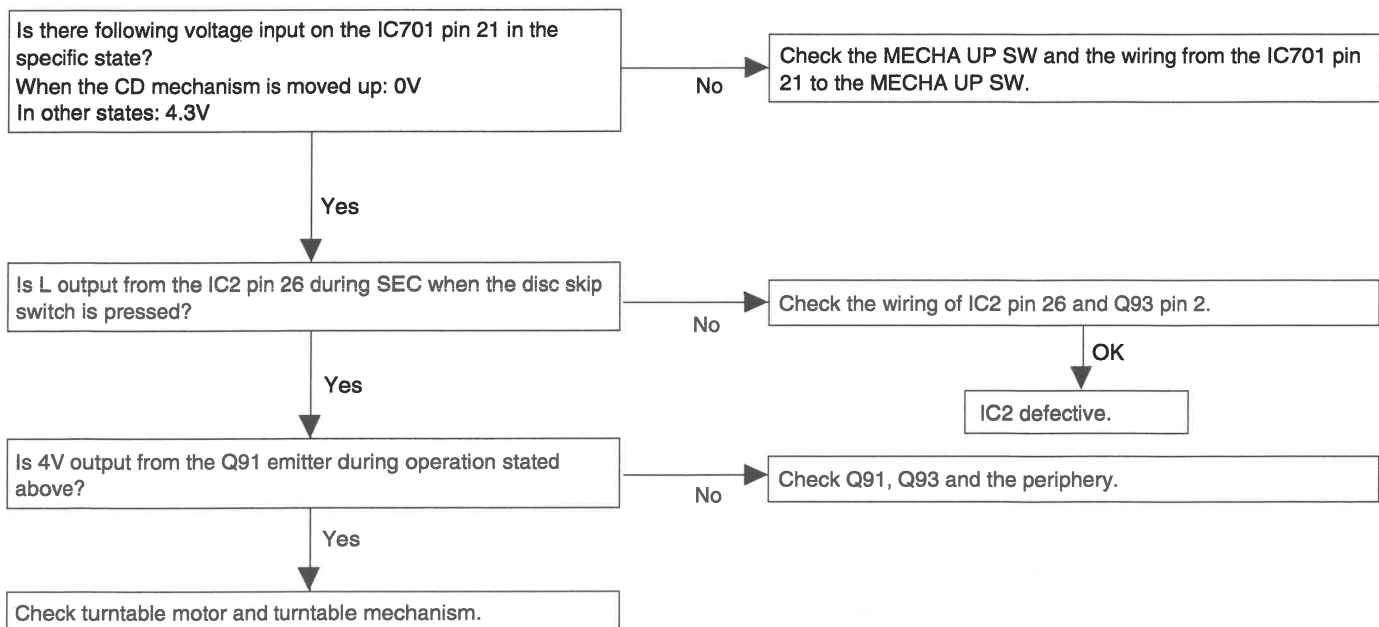 Is there following voltage input on the IC701 pin 21 in the
specific state?
When the CD mechanism is moved up: 0V
In other states: 4.3V
No
Check the MECHA UP SW and the wiring from the IC701 pin
21 to the MECHA UP SW.
Yes
Is L output from the IC2 pin 26 during SEC when the disc skip
switch is pressed?
No
Check the wiring of IC2 pin 26 and Q93 pin 2.
OK
IC2 defective.
Yes
Is 4V output from the Q91 emitter during operation stated
above?
No
Check Q91, Q93 and the periphery.
Yes
Check turntable motor and turntable mechanism.